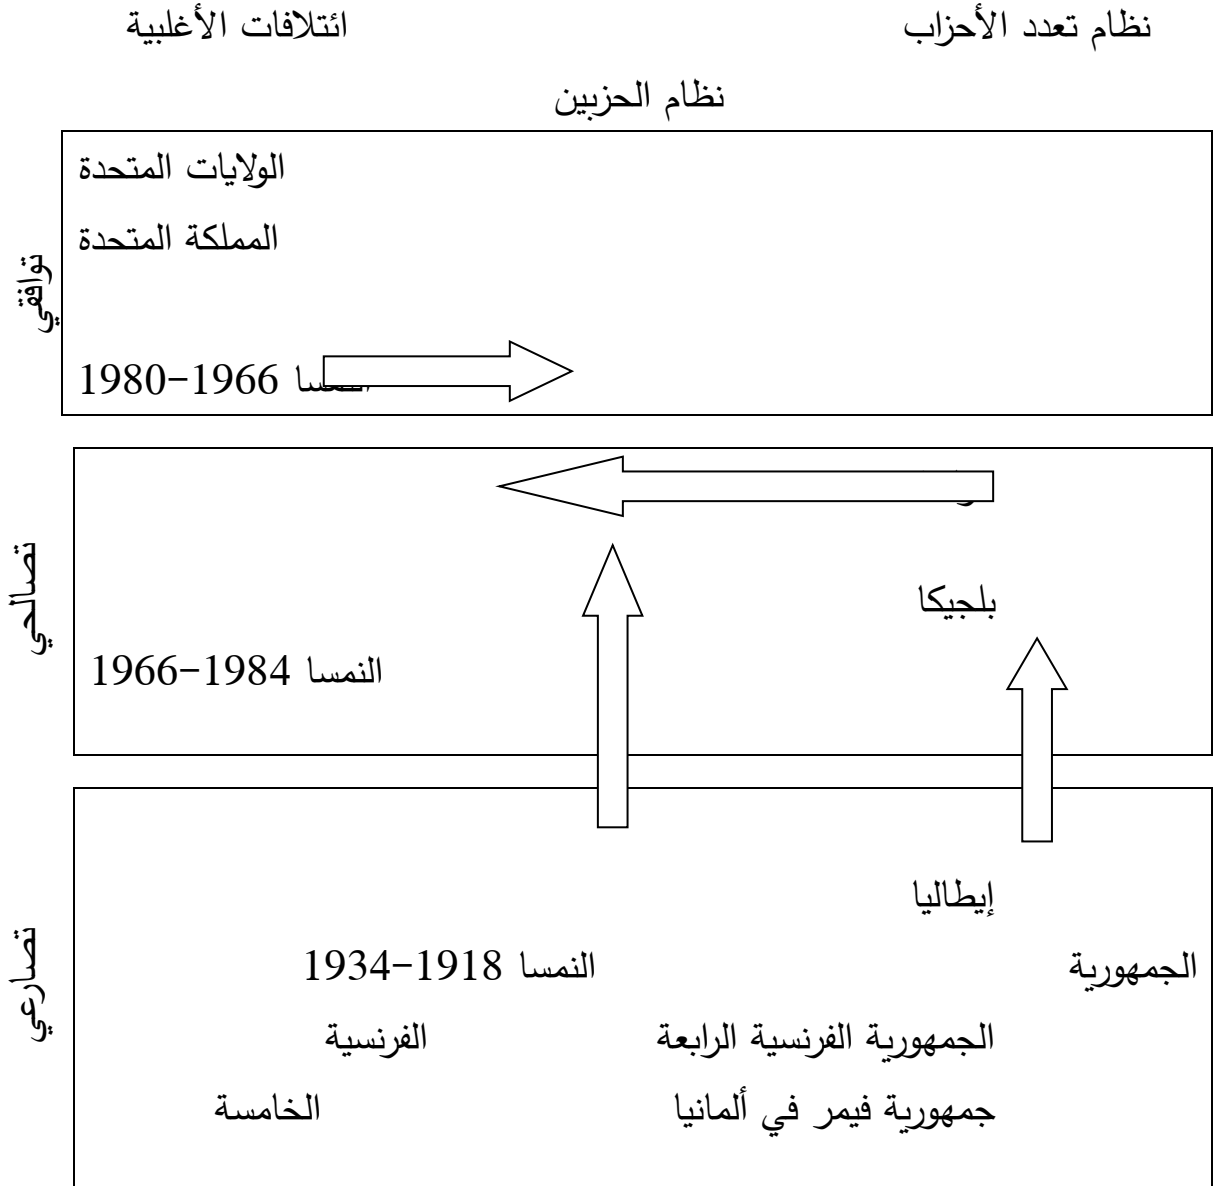 نظام تعدد الأحزاب ائتلافات الأغلبية
نظام الحزبين
توافقي
الولايات المتحدة
المملكة المتحدة
1966-1980
تصالحي
بلجيكا
النمسا 1984-1966
تصارعي
إيطاليا
الجمهورية النمسا 1918-1934
الجمهورية الفرنسية الرابعة الفرنسية
جمهورية فيمر في ألمانيا الخامسة